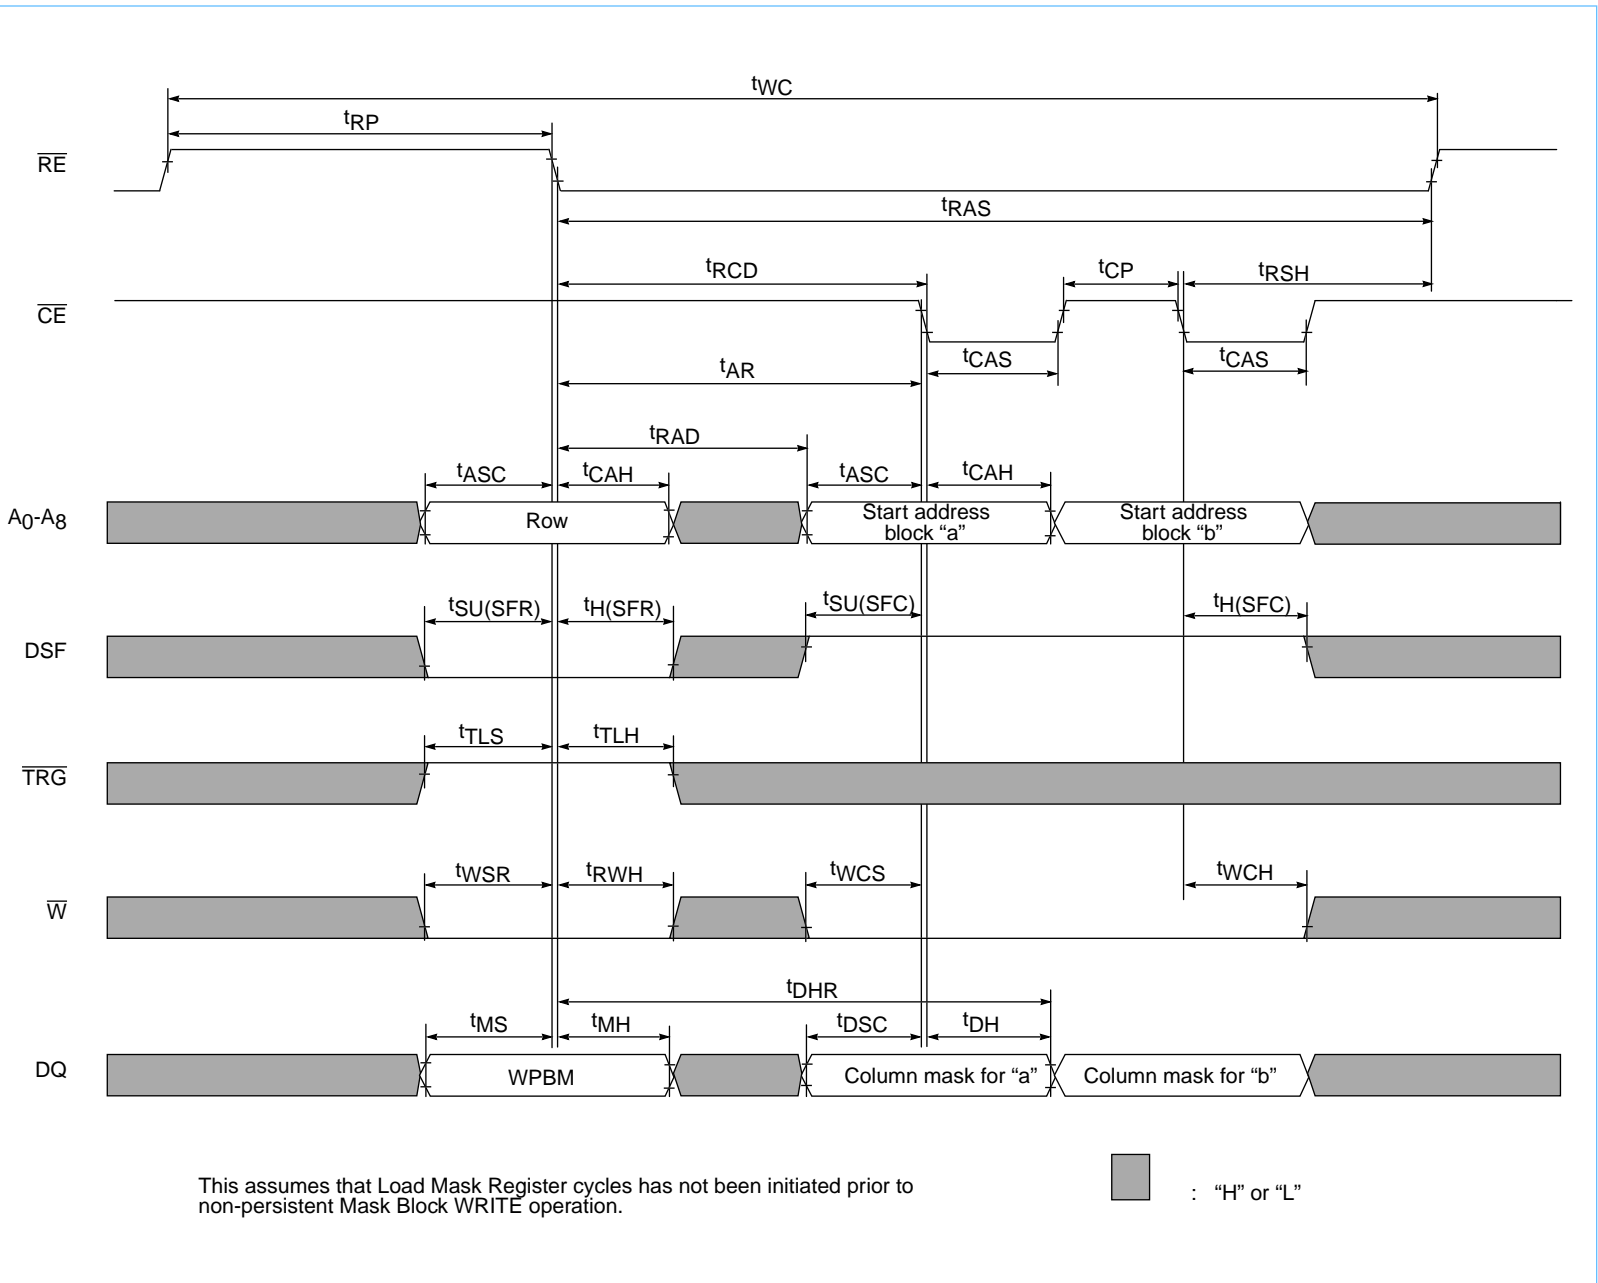 tWC
tRP
RE
tRAS
tRCD tCP tRSH
CE
tCAS tCAS
tAR
tRAD
tASC tCAH tASC tCAH
A0-A8 Row Start address block “a” Start address block “b”
tSU(SFR) tH(SFR) tSU(SFC) tH(SFC)
DSF
tTLS tTLH
TRG
tWSR tRWH tWCS tWCH
W
tDHR
tMS tMH tDSC tDH
DQ WPBM Column mask for “a” Column mask for “b”
This assumes that Load Mask Register cycles has not been initiated prior to
non-persistent Mask Block WRITE operation.
: “H” or “L”